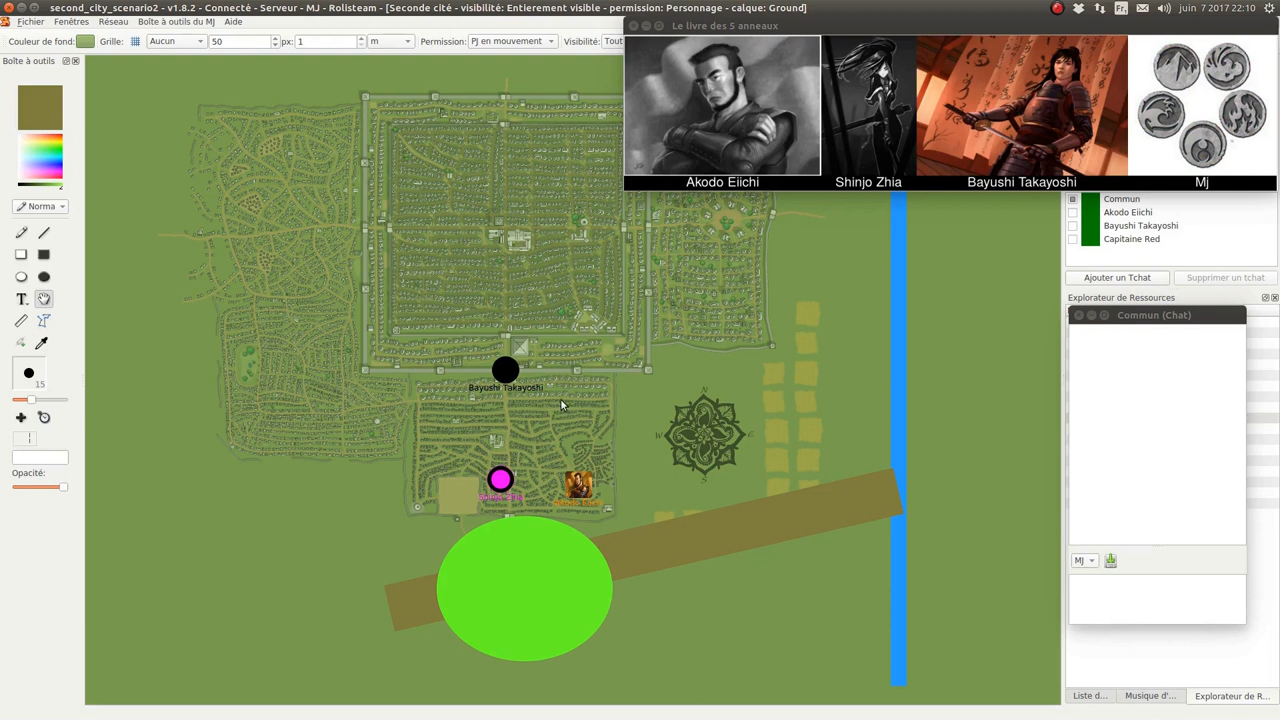 second_city_scenario2 - v1.8.2 - Connecté - Serveur - MJ - Rolisteam - [Seconde cité - visibilité: Entierement visible - permission: Personnage - calque: Ground]
Fr
juin 7 2017 22:10
Fichier Fenêtres Réseau Boîte à outils du MJ Aide
Couleur de fond: Grille: Aucun 50 px: 1 m Permission: PJ en mouvement Visibilité: Tout
Le livre des 5 anneaux
Akodo Eiichi Shinjo Zhia Bayushi Takayoshi Mj
Boîte à outils
Norma
T
15
Opacité:
Bayushi Takayoshi
N
W
S
Commun
Akodo Eiichi
Bayushi Takayoshi
Capitaine Red
Ajouter un Tchat Supprimer un tchat
Explorateur de Ressources
Commun (Chat)
MJ
Liste d... Musique d'... Explorateur de R...